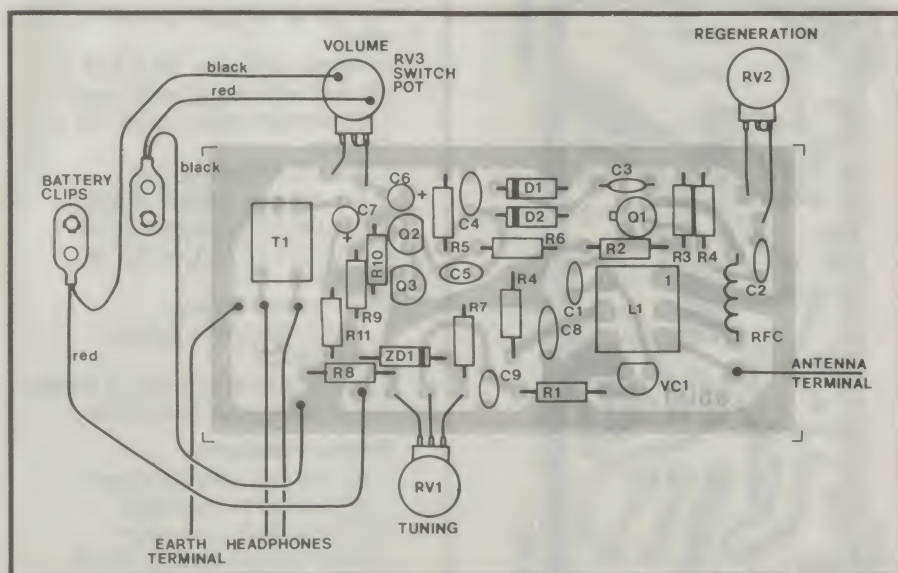 VOLUME
RV3
SWITCH
POT
REGENERATION
RV2
black
red
black
BATTERY
CLIPS
C6
+
C7
+
T1
Q2
Q3
R10
R9
R11
R5
C4
C5
D1
D2
R6
C3
Q1
R2
R3
R4
C2
R7
R4
C1
C8
L1
1
RFC
ZD1
R8
C9
R1
VC1
ANTENNA
TERMINAL
red
RV1
TUNING
EARTH
TERMINAL
HEADPHONES